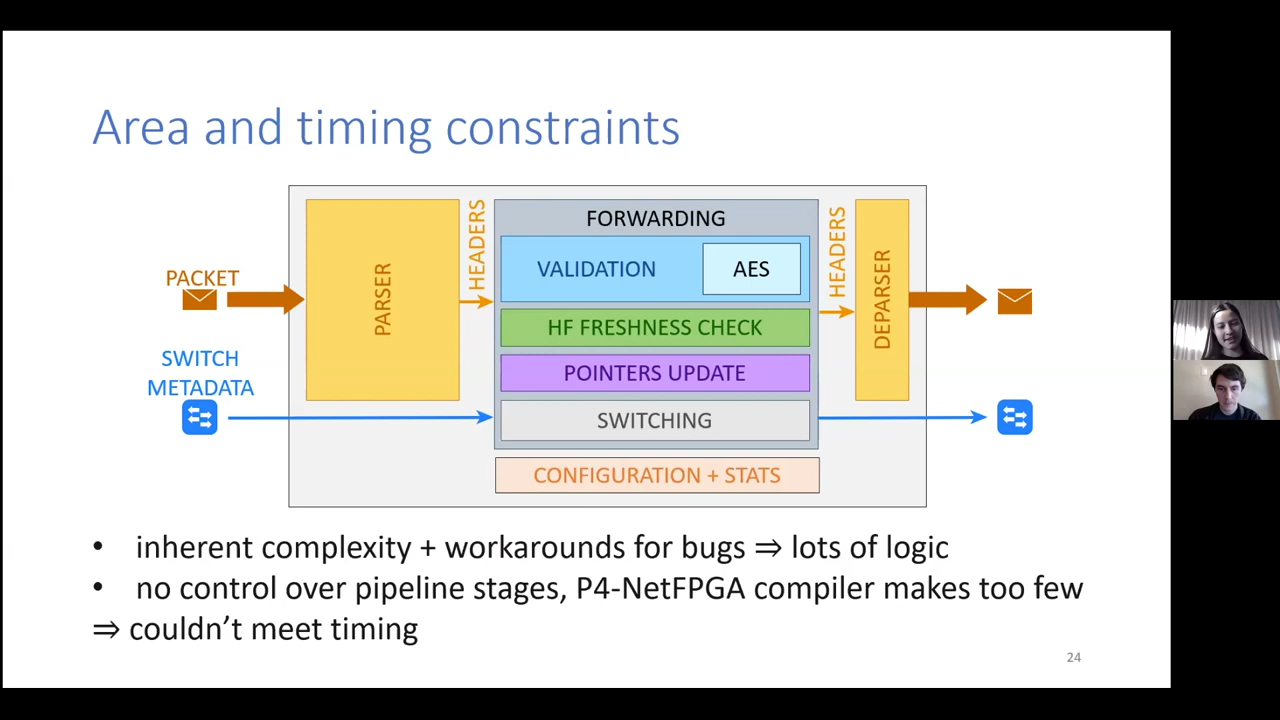 Area and timing constraints
PACKET
SWITCH
METADATA
PARSER
HEADERS
FORWARDING
VALIDATION
AES
HF FRESHNESS CHECK
POINTERS UPDATE
SWITCHING
CONFIGURATION + STATS
HEADERS
DEPARSER
• inherent complexity + workarounds for bugs ⇒ lots of logic
• no control over pipeline stages, P4-NetFPGA compiler makes too few
⇒ couldn’t meet timing
24